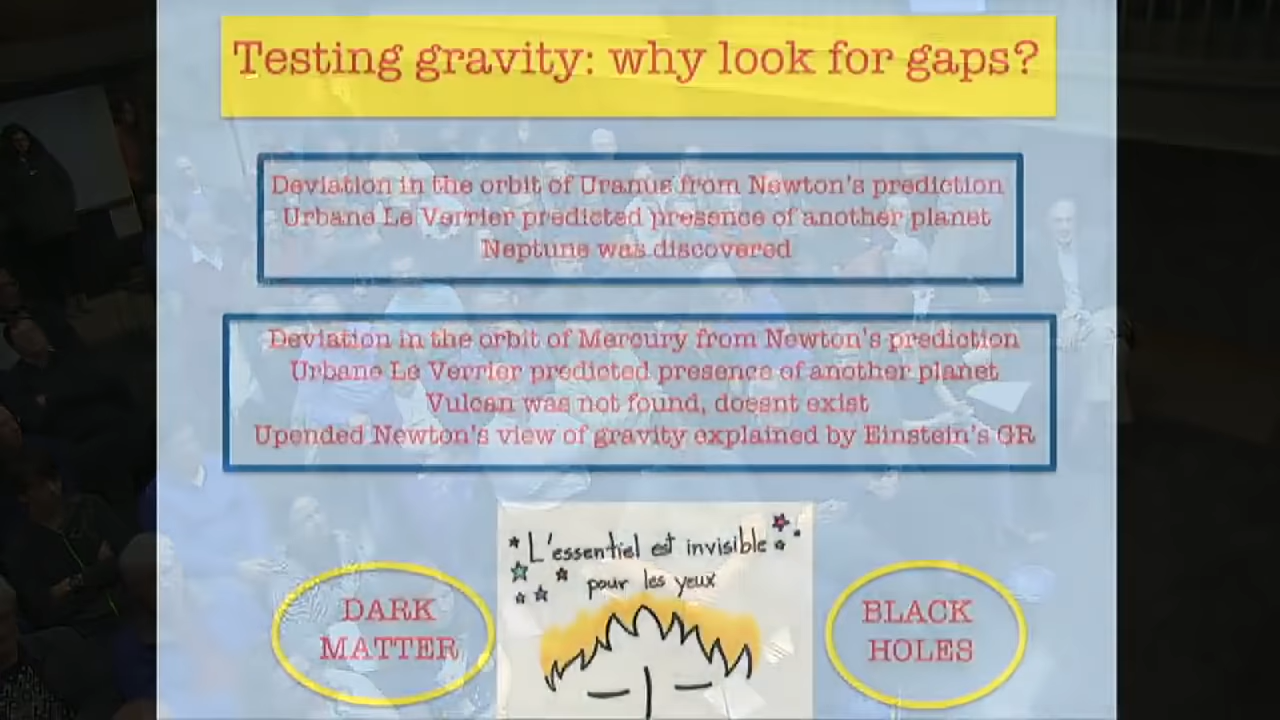 Testing gravity: why look for gaps?
Deviation in the orbit of Uranus from Newton's prediction
Urbane Le Verrier predicted presence of another planet
Neptune was discovered
Deviation in the orbit of Mercury from Newton's prediction
Urbane Le Verrier predicted presence of another planet
Vulcan was not found, doesnt exist
Upended Newton's view of gravity explained by Einstein's GR
L'essentiel est invisible
pour les yeux
DARK
MATTER
BLACK
HOLES